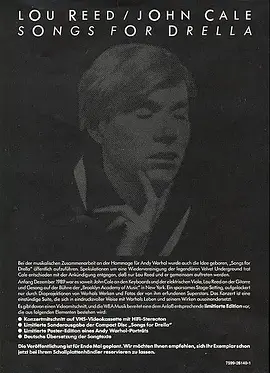 LOU REED/JOHN CALE
SONGS FOR DRELLA
Bei der musikalischen Zusammenarbeit an der Hommage für Andy Warhol wurde auch die Idee geboren, „Songs for
Drella" öffentlich aufzuführen. Spekulationen um eine Wiedervereinigung der legendären Velvet Underground hat
Cale entschieden mit der Ankündigung entgegen, daß nur Lou Reed und er gemeinsam auftreten werden.
Anfang Dezember 1989 war es soweit: John Cale an den Keyboards und der elektrischen Viola, Lou Reed an der Gitarre
und Gesang auf der Bühne der „Brooklyn Academy of Music" in New York. Ein sparsames Stage-Setting, aufgelockert
nur durch Diaprojektionen von Warhols Werken und Fotos der von ihm erfundenen Superstars. Das Konzert ist eine
einstündige Suite, die sich in eindrucksvoller Weise mit Warhols Leben und seinem Wirken auseinandersetzt.
Es gibt davon einen Videomitschnitt, und die WEA Musik bereitet eine dem Anlaß entsprechende limitierte Edition vor,
die aus folgenden Elementen bestehen wird:
● Konzertmitschnitt auf VHS-Videocassette mit HiFi-Stereoton
● Limitierte Sonderausgabe der Compact Disc „Songs for Drella"
● Limitierte Poster-Edition eines Andy Warhol-Porträts
● Deutsche Übersetzung der Songtexte
Die Veröffentlichung ist für Ende Mai geplant. Wir möchten Ihnen empfehlen, sich Ihr Exemplar schon
jetzt bei Ihrem Schallplattenhändler reservieren zu lassen.
7599-26140-1